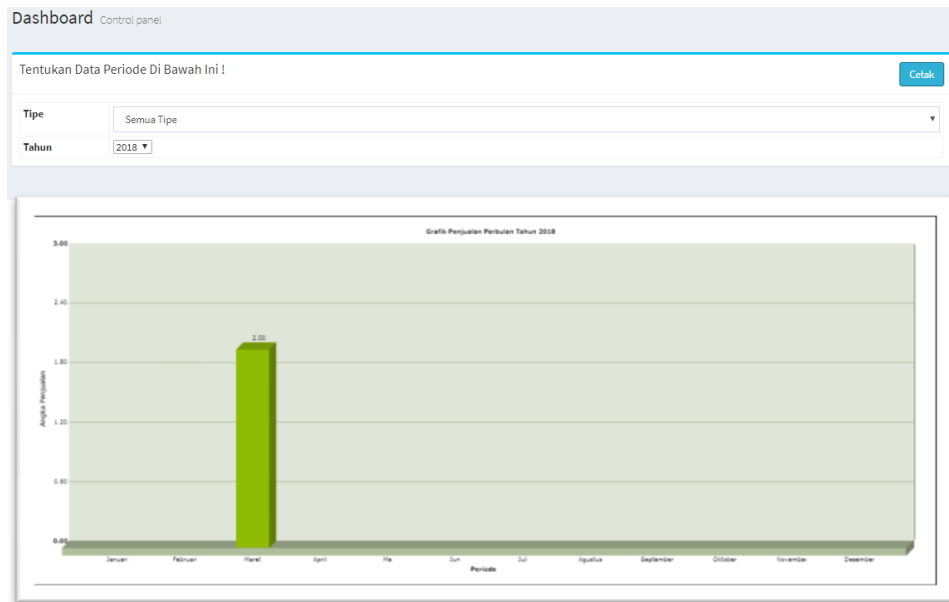 Dashboard Control panel
Tentukan Data Periode Di Bawah Ini !
Cetak
Tipe
Semua Tipe
Tahun
2018
Grafik Penjualan Perbulan Tahun 2018
3.00
2.40
1.80
1.20
0.60
0.00
Angka Penjualan
2.00
Januari Februari Maret April Me Jun Jul Agustus September Oktober November Desember
Periode